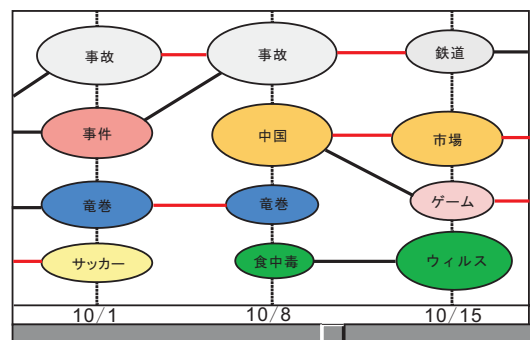 事故
事故
鉄道
事件
中国
市場
竜巻
竜巻
ゲーム
サッカー
食中毒
ウィルス
10/1
10/8
10/15